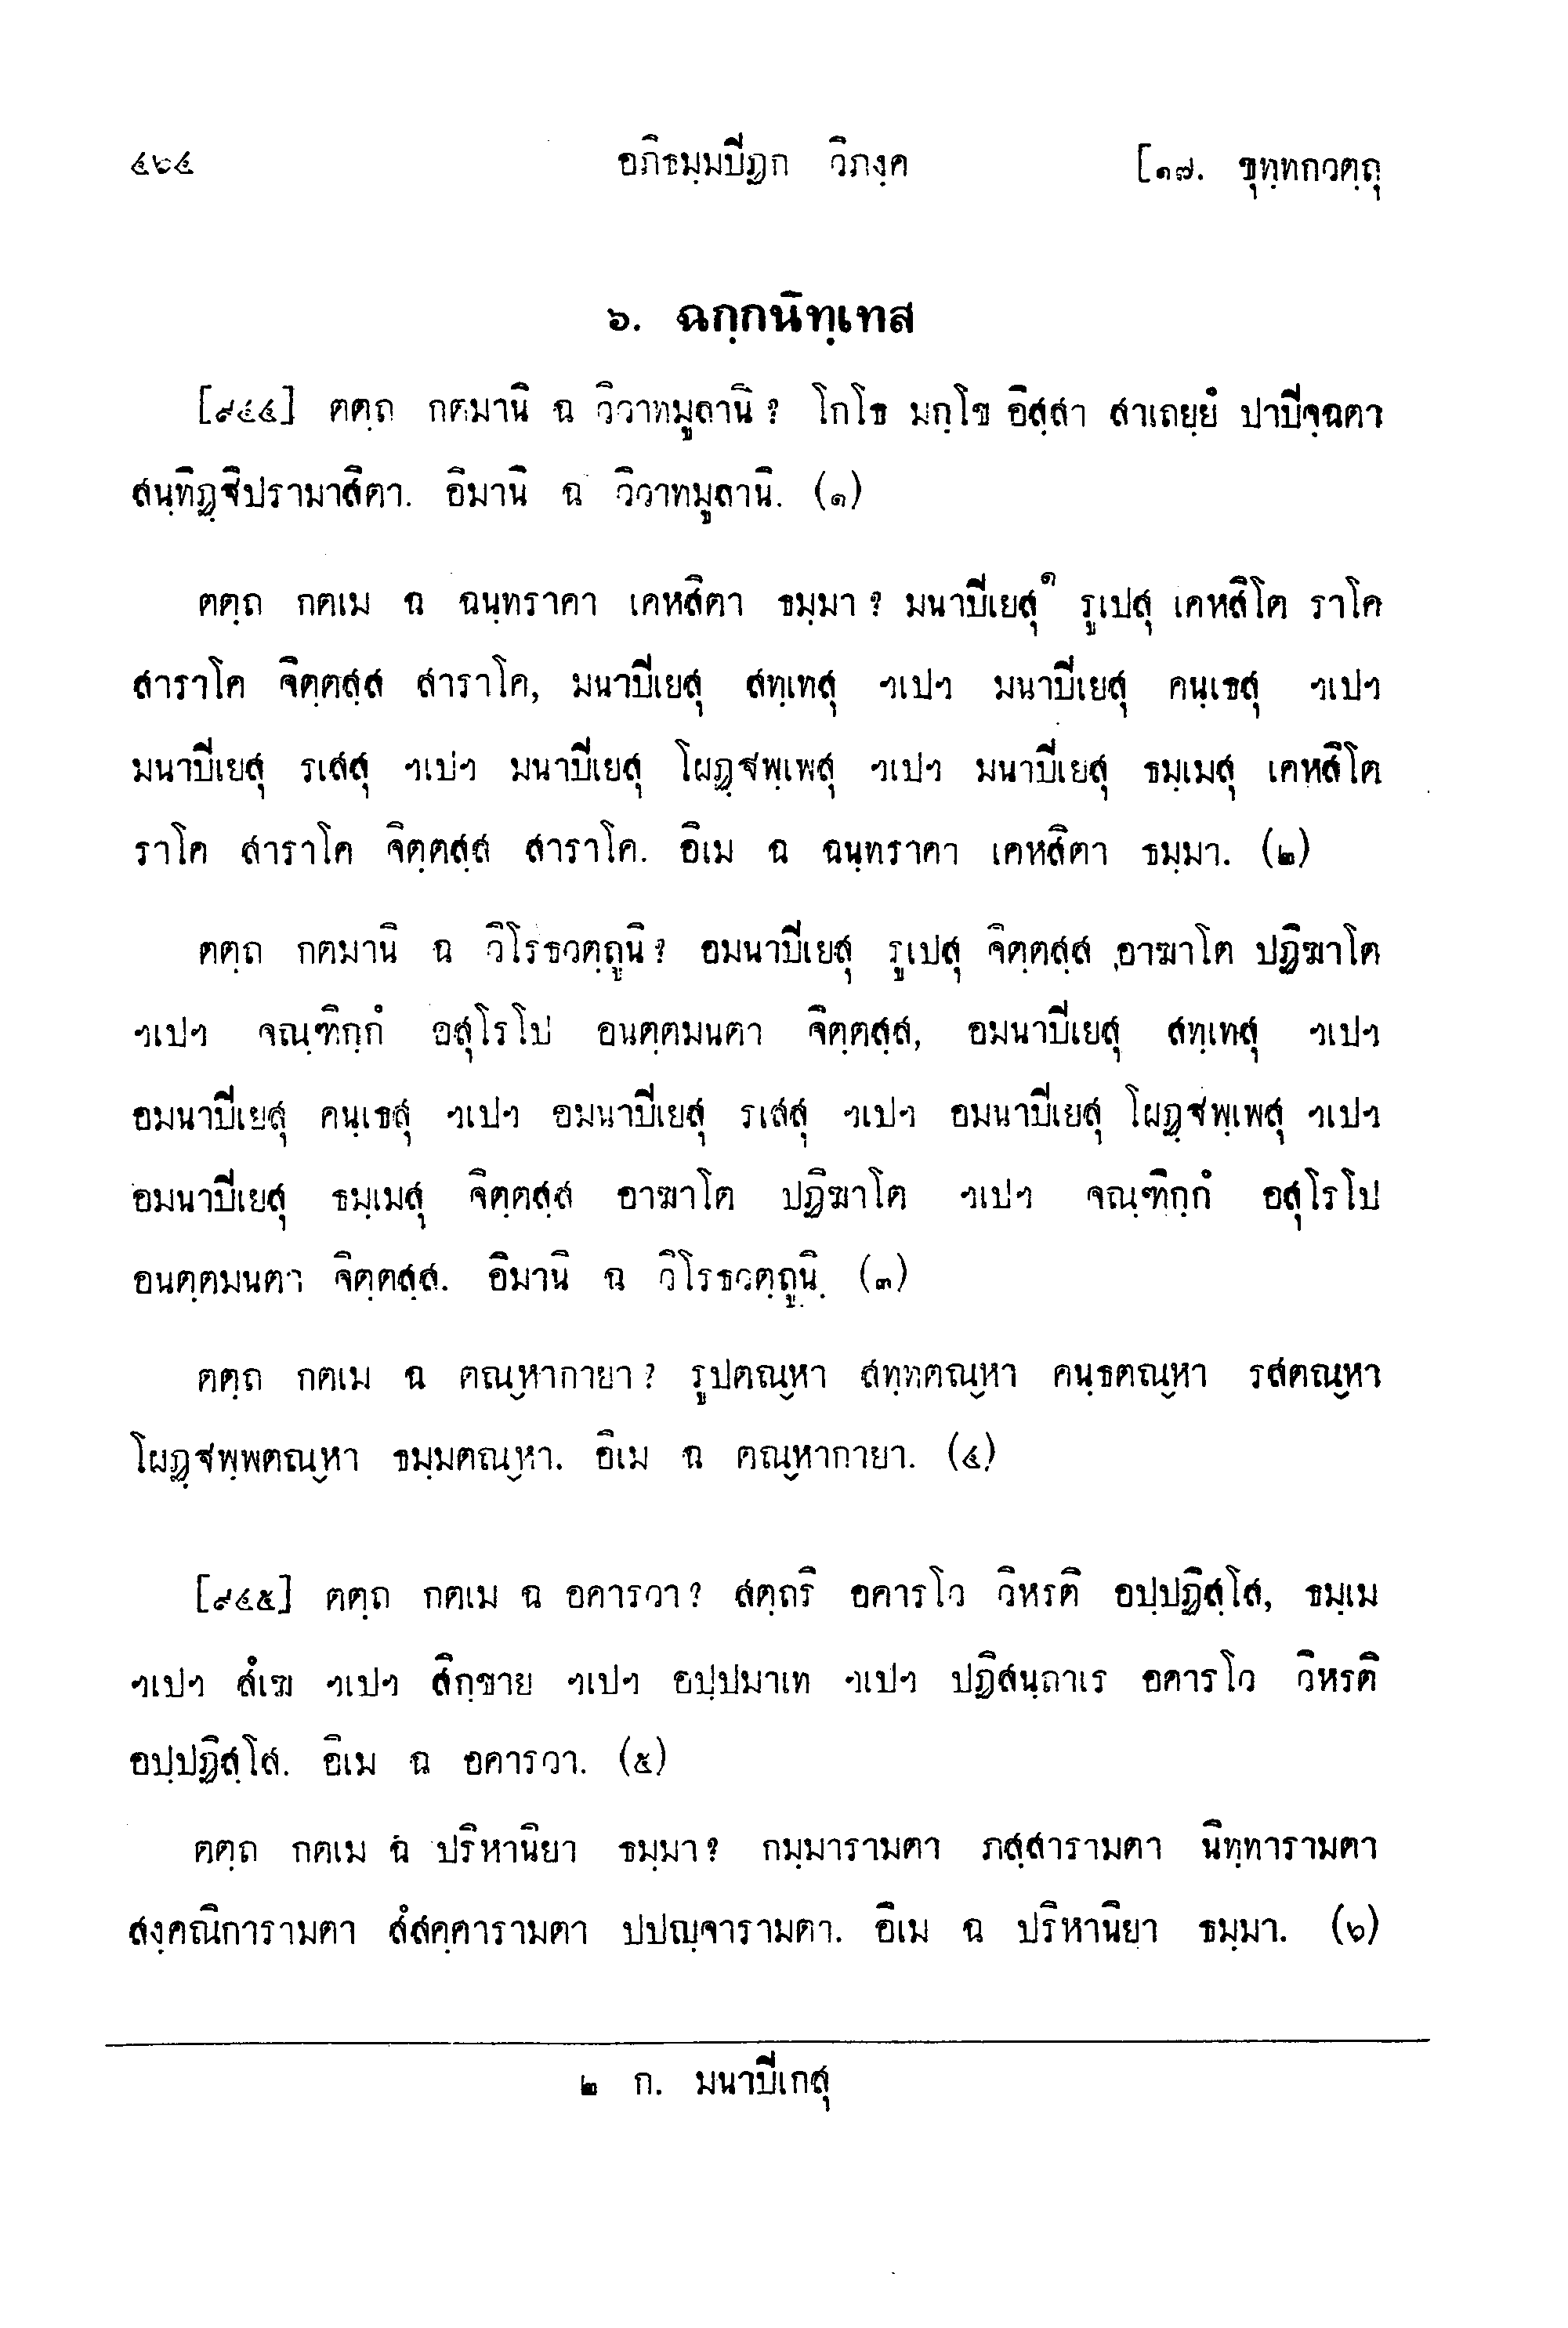 ๔๒๔ อภิธมฺมปิฏก วิภงฺค [๑๗. ขุทฺทกวตฺถุ
๖. ฉกฺกนิทฺเทส
[๙๔๔] ตตฺถ กตมานิ ฉ วิวาทมูลานิ? โกโธ มกฺโข อิสฺสา สาเถยฺยํ ปาปิจฺฉตา
สนฺทิฏฺฐิปรามาสิตา. อิมานิ ฉ วิวาทมูลานิ. (๑)
ตตฺถ กตเม ฉ ฉนฺทราคา เคหสิตา ธมฺมา? มนาปิเยสุ๑ รูเปสุ เคหสิโต ราโค
สาราโค จิตฺตสฺส สาราโค, มนาปิเยสุ สทฺเทสุ ฯเปฯ มนาปิเยสุ คนฺเธสุ ฯเปฯ
มนาปิเยสุ รเสสุ ฯเปฯ มนาปิเยสุ โผฏฺฐพฺเพสุ ฯเปฯ มนาปิเยสุ ธมฺเมสุ เคหสิโต
ราโค สาราโค จิตฺตสฺส สาราโค. อิเม ฉ ฉนฺทราคา เคหสิตา ธมฺมา. (๒)
ตตฺถ กตมานิ ฉ วิโรธวตฺถูนิ? อมนาปิเยสุ รูเปสุ จิตฺตสฺส อาฆาโต ปฏิฆาโต
ฯเปฯ จณฺฑิกฺกํ อสุโรโป อนตฺตมนตา จิตฺตสฺส, อมนาปิเยสุ สทฺเทสุ ฯเปฯ
อมนาปิเยสุ คนฺเธสุ ฯเปฯ อมนาปิเยสุ รเสสุ ฯเปฯ อมนาปิเยสุ โผฏฺฐพฺเพสุ ฯเปฯ
อมนาปิเยสุ ธมฺเมสุ จิตฺตสฺส อาฆาโต ปฏิฆาโต ฯเปฯ จณฺฑิกฺกํ อสุโรโป
อนตฺตมนตา จิตฺตสฺส. อิมานิ ฉ วิโรธวตฺถูนิ. (๓)
ตตฺถ กตเม ฉ ตณฺหากายา? รูปตณฺหา สทฺทตณฺหา คนฺธตณฺหา รสตณฺหา
โผฏฺฐพฺพตณฺหา ธมฺมตณฺหา. อิเม ฉ ตณฺหากายา. (๔)
[๙๔๕] ตตฺถ กตเม ฉ อคารวา? สตฺถริ อคารโว วิหรติ อปฺปฏิสฺโส, ธมฺเม
ฯเปฯ สํเฆ ฯเปฯ สิกฺขาย ฯเปฯ อปฺปมาเท ฯเปฯ ปฏิสนฺถาเร อคารโว วิหรติ
อปฺปฏิสฺโส. อิเม ฉ อคารวา. (๕)
ตตฺถ กตเม ฉ ปริหานิยา ธมฺมา? กมฺมารามตา ภสฺสารามตา นิทฺทารามตา
สงฺคณิการามตา สํสคฺคารามตา ปปญฺจารามตา. อิเม ฉ ปริหานิยา ธมฺมา. (๖)
๒ ก. มนาปิเกสุ